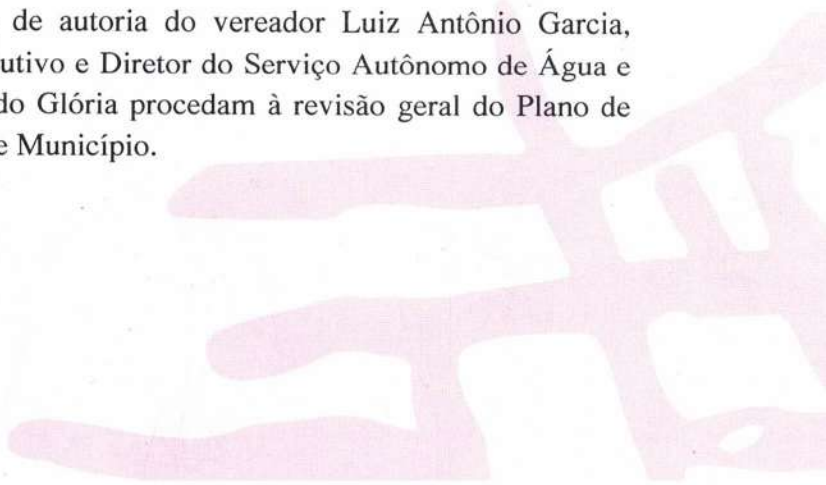 de autoria do vereador Luiz Antônio Garcia,
utivo e Diretor do Serviço Autônomo de Água e
do Glória procedam à revisão geral do Plano de
e Município.